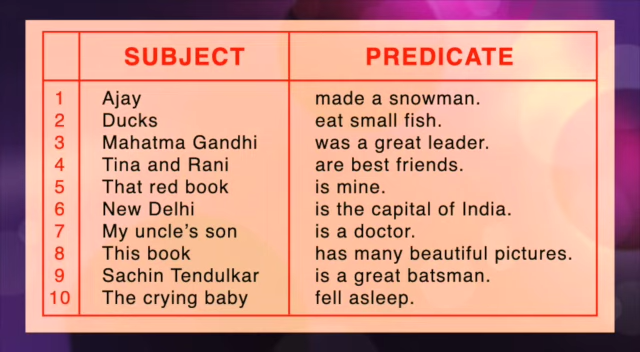 SUBJECT PREDICATE
1 Ajay made a snowman.
2 Ducks eat small fish.
3 Mahatma Gandhi was a great leader.
4 Tina and Rani are best friends.
5 That red book is mine.
6 New Delhi is the capital of India.
7 My uncle’s son is a doctor.
8 This book has many beautiful pictures.
9 Sachin Tendulkar is a great batsman.
10 The crying baby fell asleep.